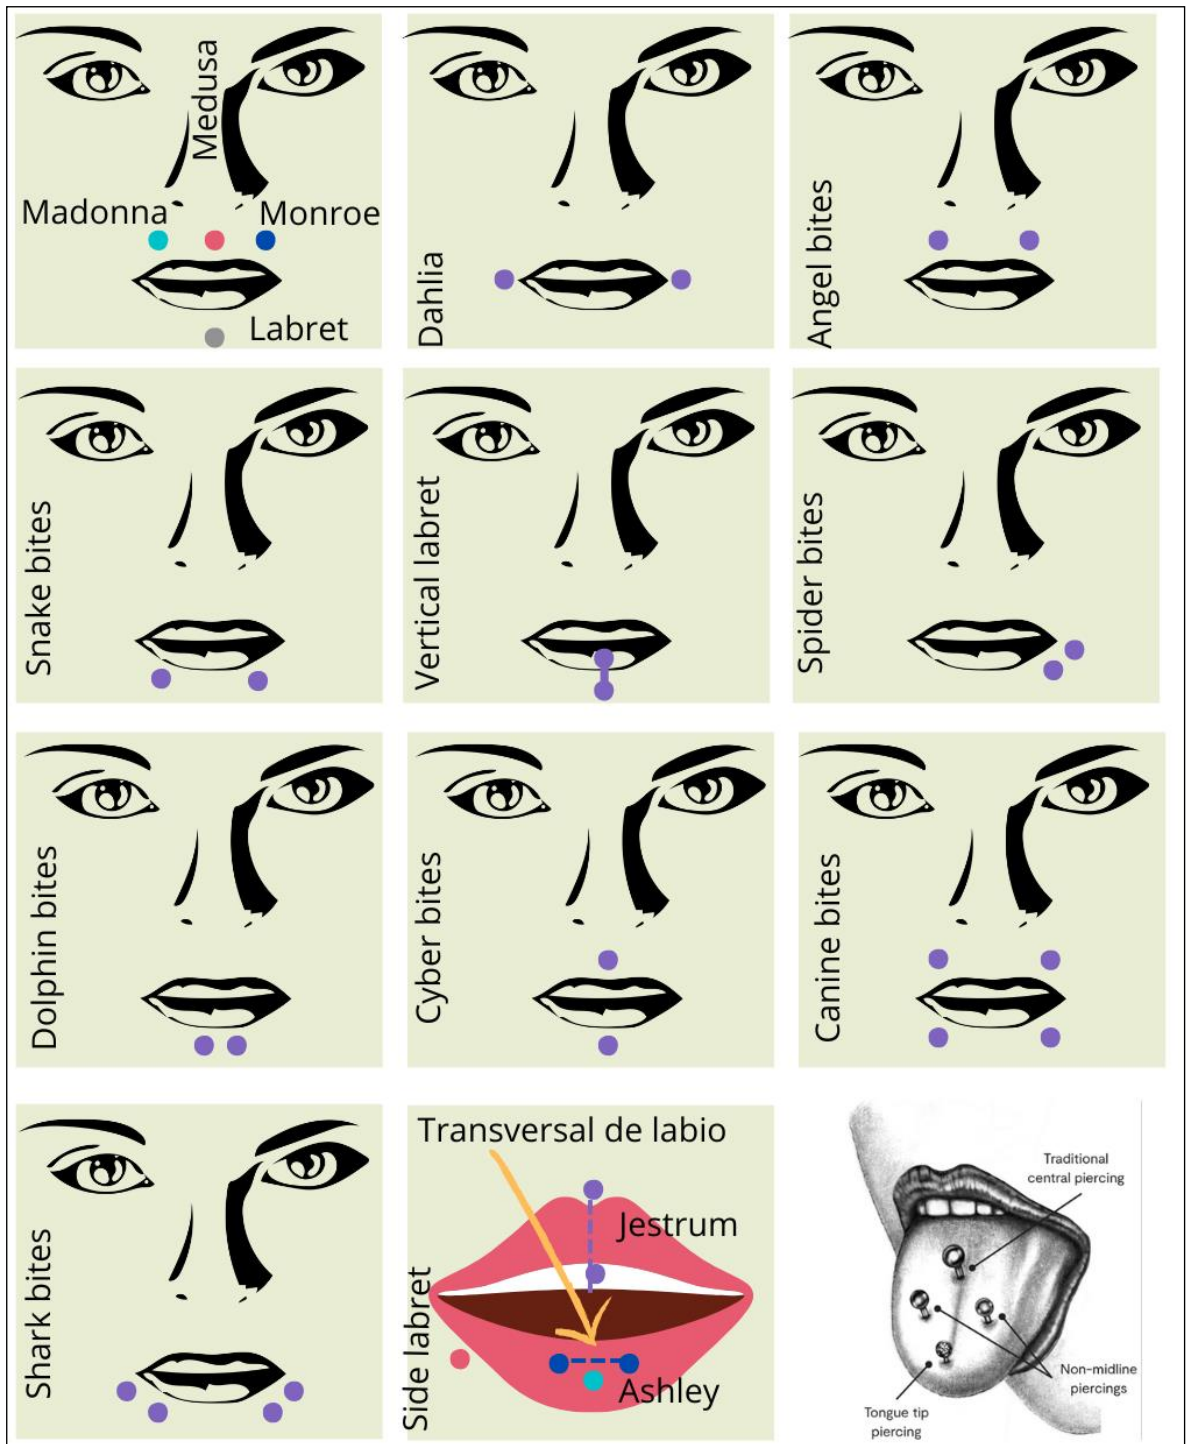 Medusa
Madonna
Monroe
Labret
Dahlia
Angel bites
Snake bites
Vertical labret
Spider bites
Dolphin bites
Cyber bites
Canine bites
Shark bites
Transversal de labio
Jestrum
Side labret
Ashley
Traditional
central piercing
Non-midline
piercings
Tongue tip
piercing